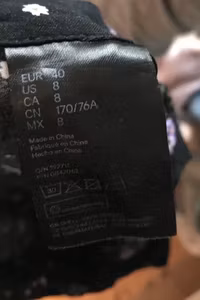 EUR 40
US 8
CA 8
CN 170/76A
MX 8
Made in China
Fabriqué en Chine
Hecho en China